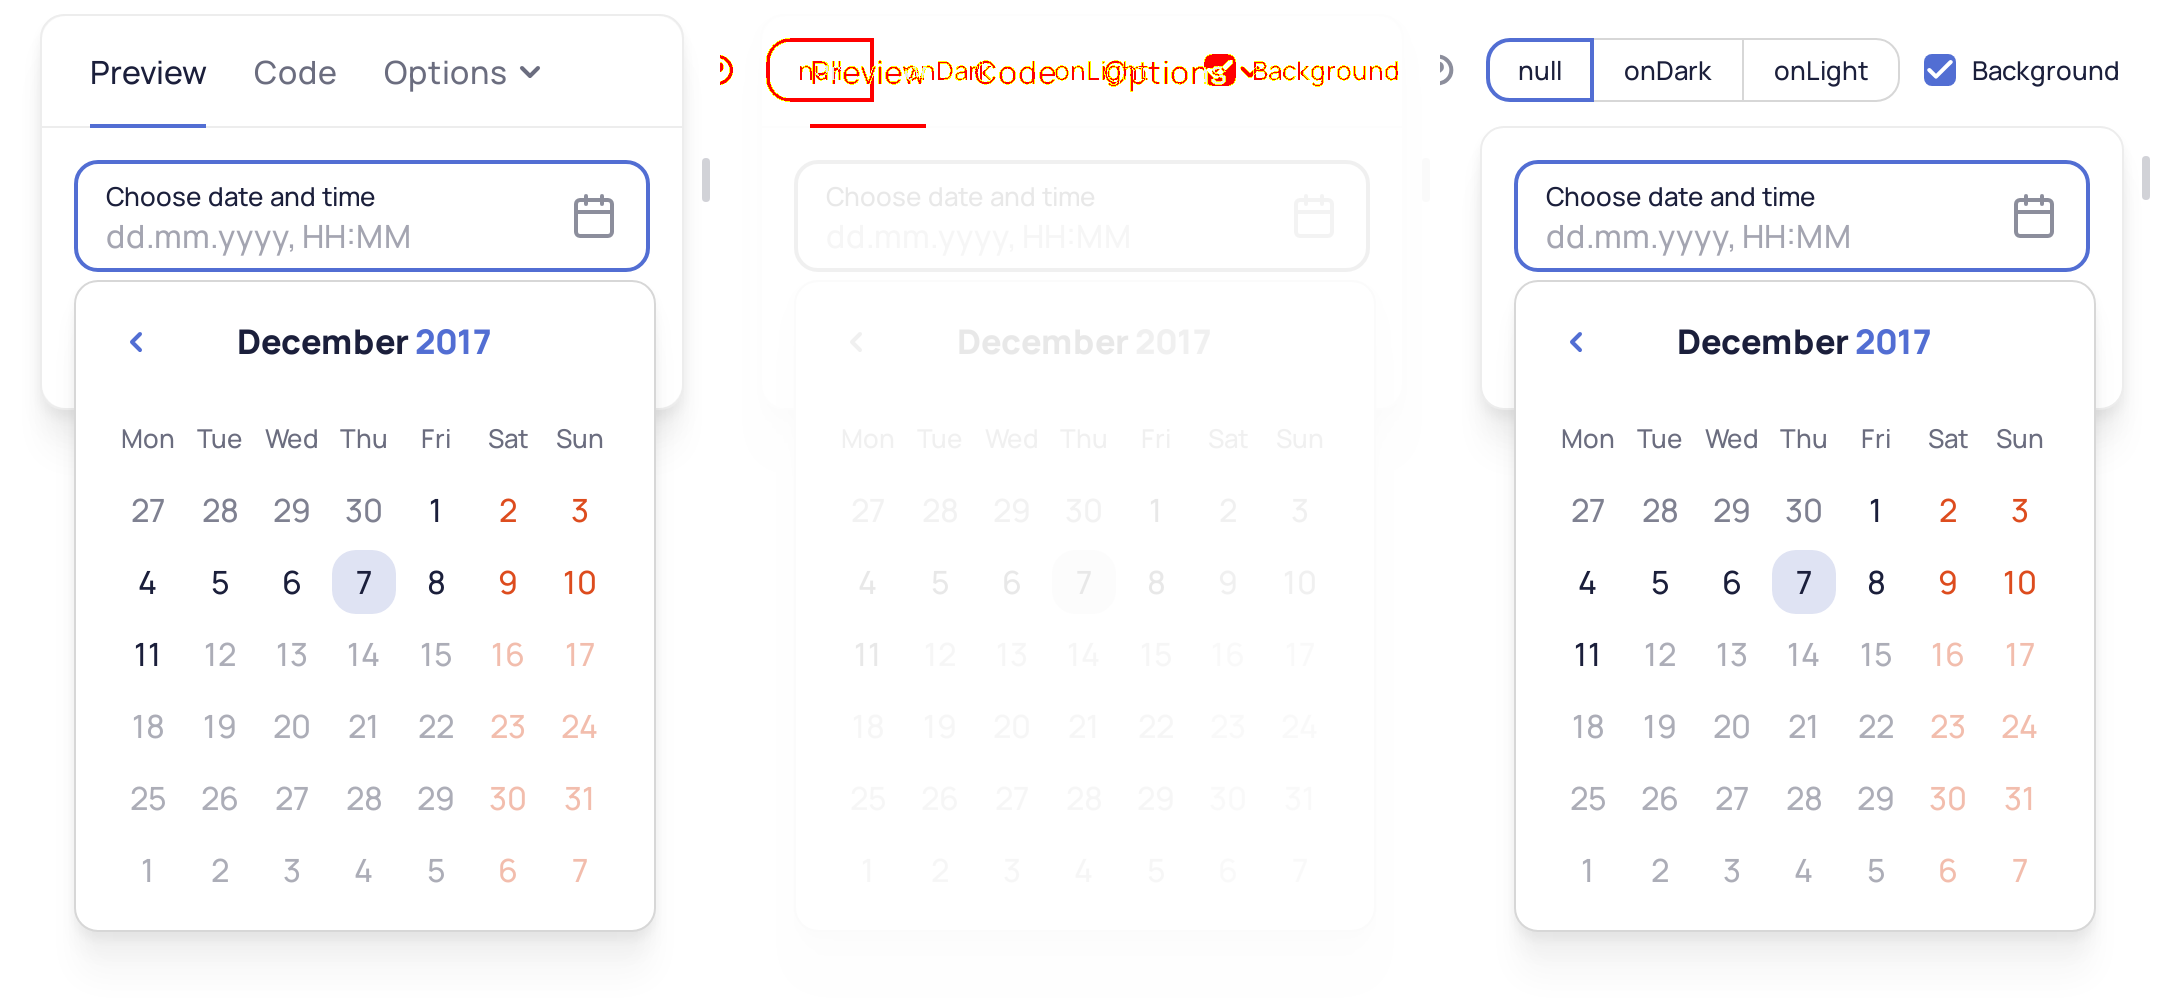 Preview Code Options
Choose date and time
dd.mm.yyyy, HH:MM
December 2017
Mon Tue Wed Thu Fri Sat Sun
27 28 29 30 1 2 3
4 5 6 7 8 9 10
11 12 13 14 15 16 17
18 19 20 21 22 23 24
25 26 27 28 29 30 31
1 2 3 4 5 6 7
null onDark onLight Background
Preview Code Options
Choose date and time
dd.mm.yyyy, HH:MM
December 2017
Mon Tue Wed Thu Fri Sat Sun
27 28 29 30 1 2 3
4 5 6 7 8 9 10
11 12 13 14 15 16 17
18 19 20 21 22 23 24
25 26 27 28 29 30 31
1 2 3 4 5 6 7
null onDark onLight Background
Choose date and time
dd.mm.yyyy, HH:MM
December 2017
Mon Tue Wed Thu Fri Sat Sun
27 28 29 30 1 2 3
4 5 6 7 8 9 10
11 12 13 14 15 16 17
18 19 20 21 22 23 24
25 26 27 28 29 30 31
1 2 3 4 5 6 7